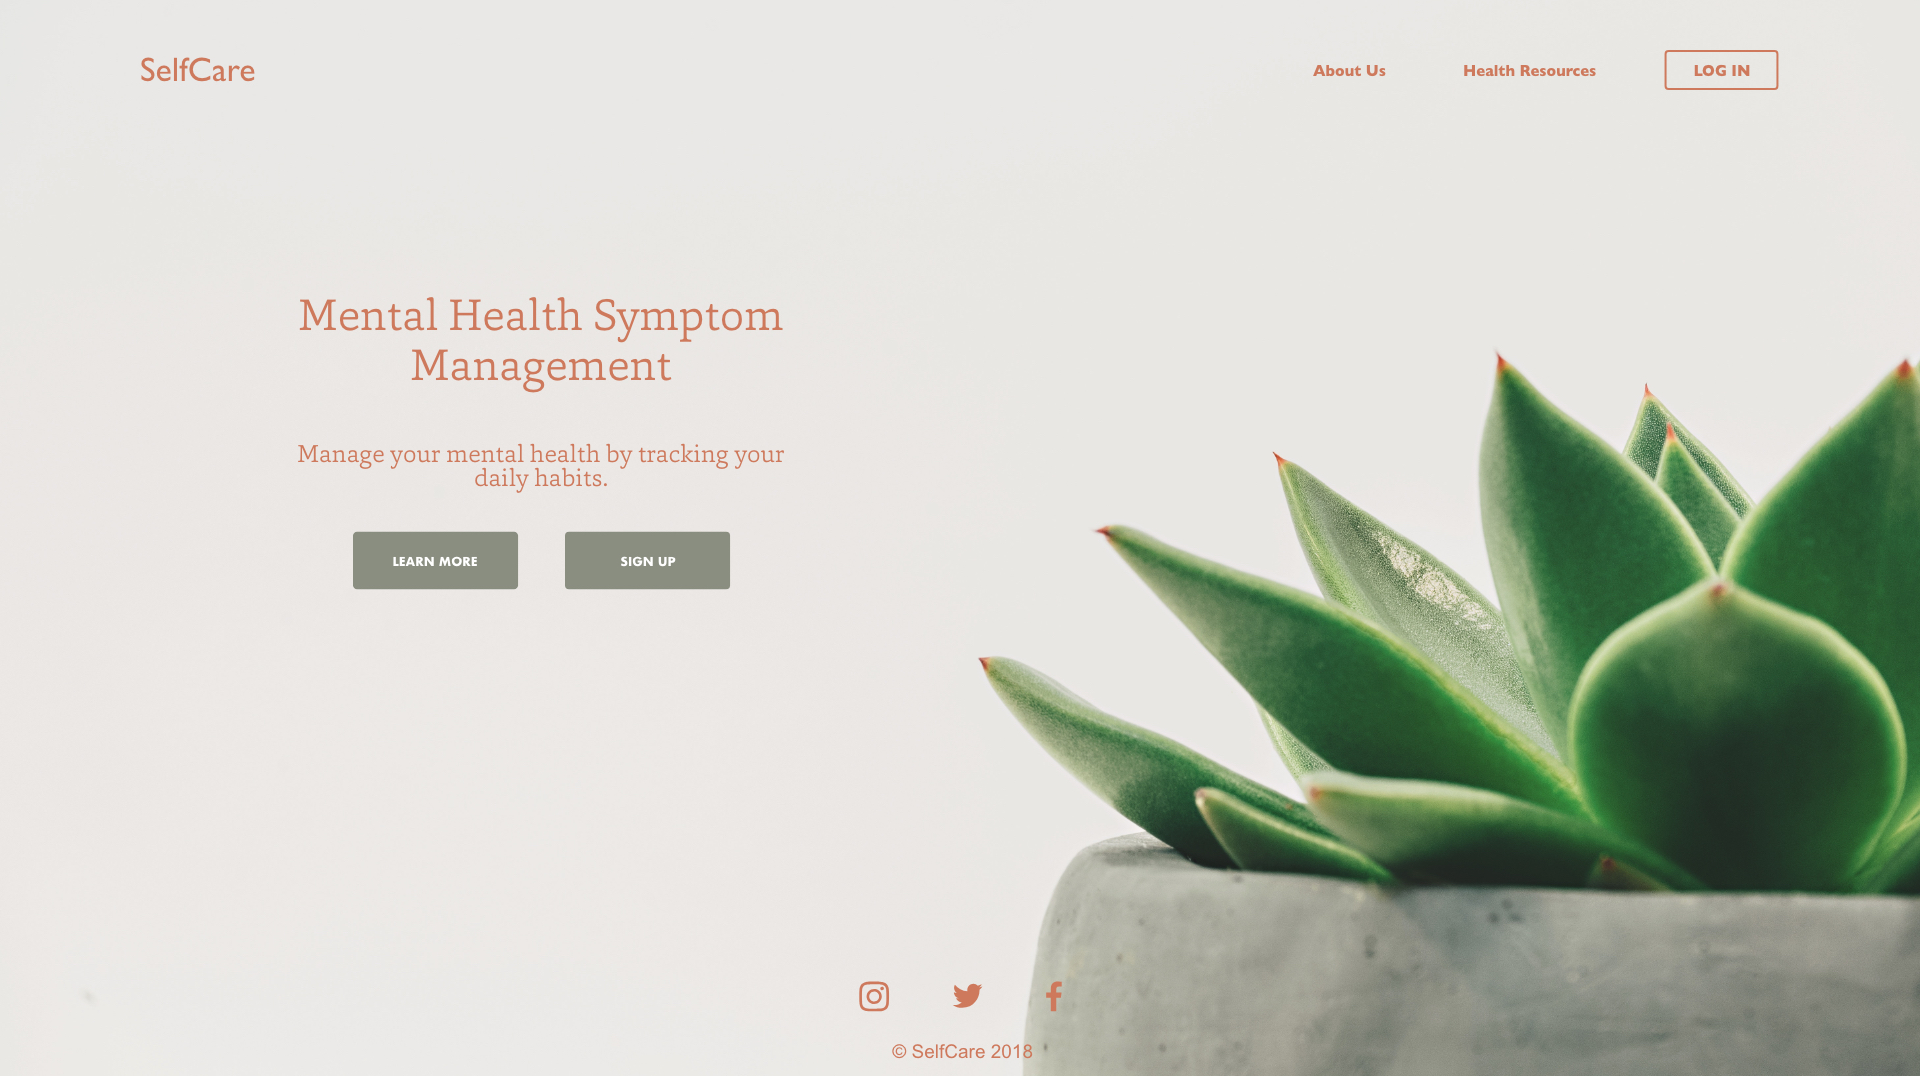 SelfCare
About Us
Health Resources
LOG IN
Mental Health Symptom
Management
Manage your mental health by tracking your
daily habits.
LEARN MORE
SIGN UP
© SelfCare 2018